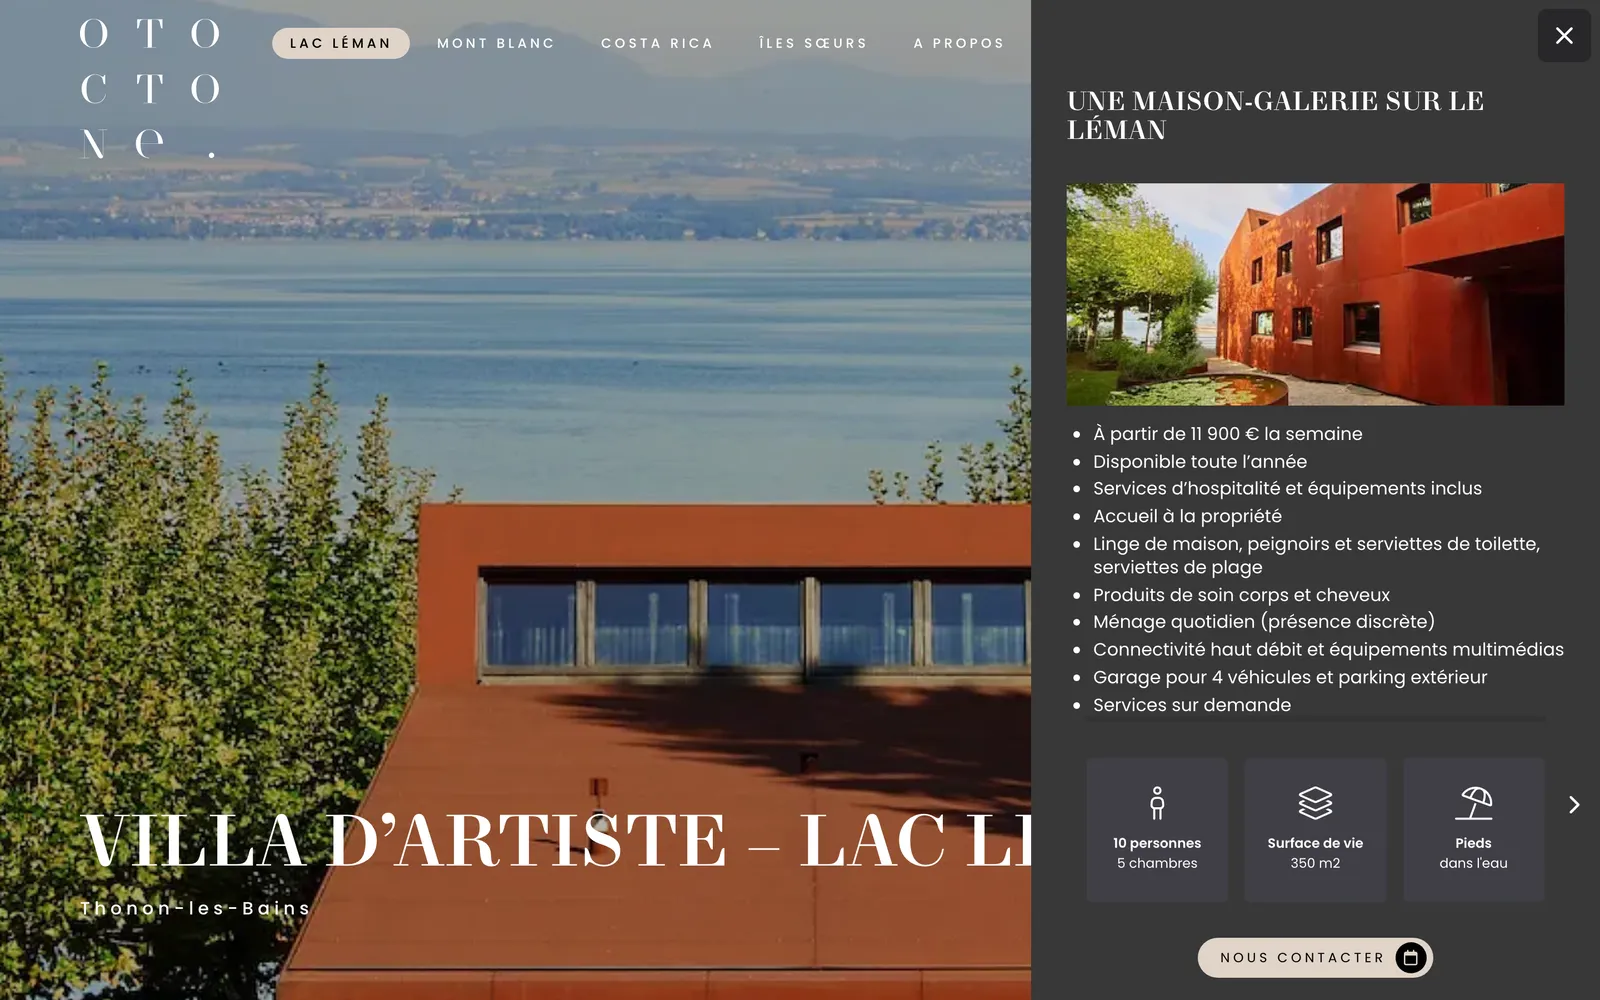 OTO
CTO
Ne.
LAC LÉMAN
MONT BLANC
COSTA RICA
ÎLES SŒURS
A PROPOS
VILLA D’ARTISTE – LAC
Thonon-les-Bains
UNE MAISON-GALERIE SUR LE
LÉMAN
À partir de 11 900 € la semaine
Disponible toute l’année
Services d’hospitalité et équipements inclus
Accueil à la propriété
Linge de maison, peignoirs et serviettes de toilette,
serviettes de plage
Produits de soin corps et cheveux
Ménage quotidien (présence discrète)
Connectivité haut débit et équipements multimédias
Garage pour 4 véhicules et parking extérieur
Services sur demande
10 personnes
5 chambres
Surface de vie
350 m2
Pieds
dans l'eau
NOUS CONTACTER